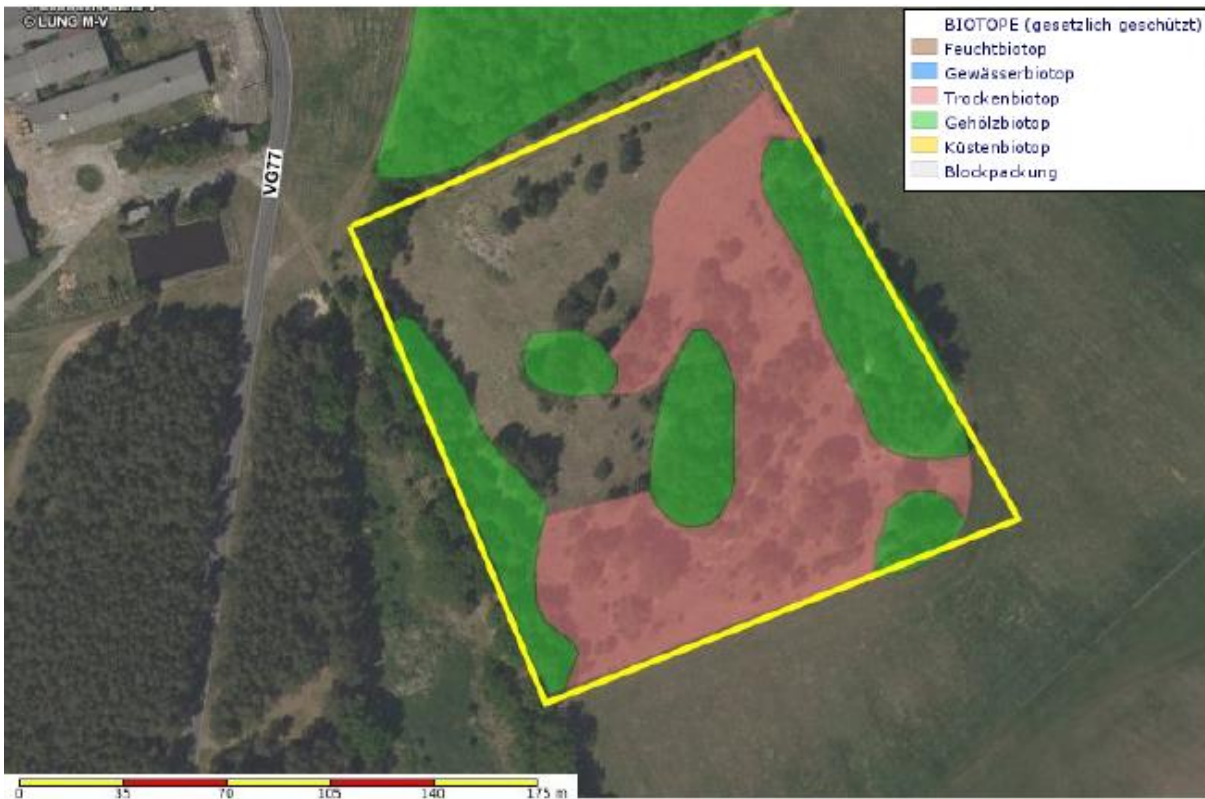 © LUNG M-V
BIOTOPE (gesetzlich geschützt)
Feuchtbiotop
Gewässerbiotop
Trockenbiotop
Gehölzbiotop
Küstenbiotop
Blockpackung
VG77
0 35 70 105 140 175 m